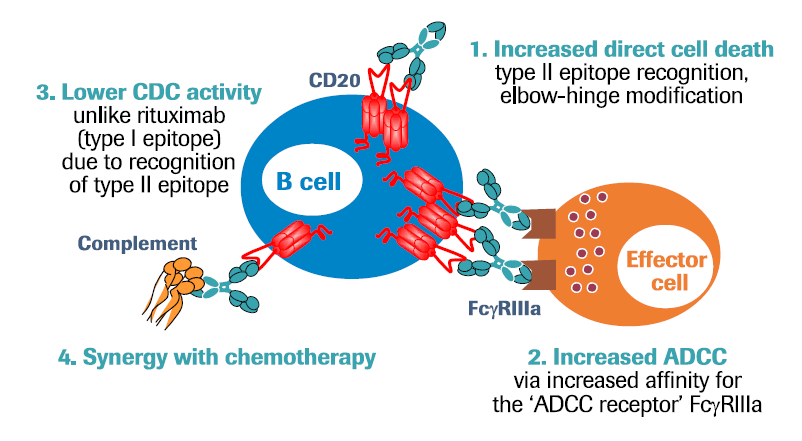 1. Increased direct cell death
type II epitope recognition,
elbow-hinge modification
CD20
3. Lower CDC activity
unlike rituximab
(type I epitope)
due to recognition
of type II epitope
B cell
Complement
Effector
cell
FcγRIIIa
4. Synergy with chemotherapy
2. Increased ADCC
via increased affinity for
the ‘ADCC receptor’ FcγRIIIa